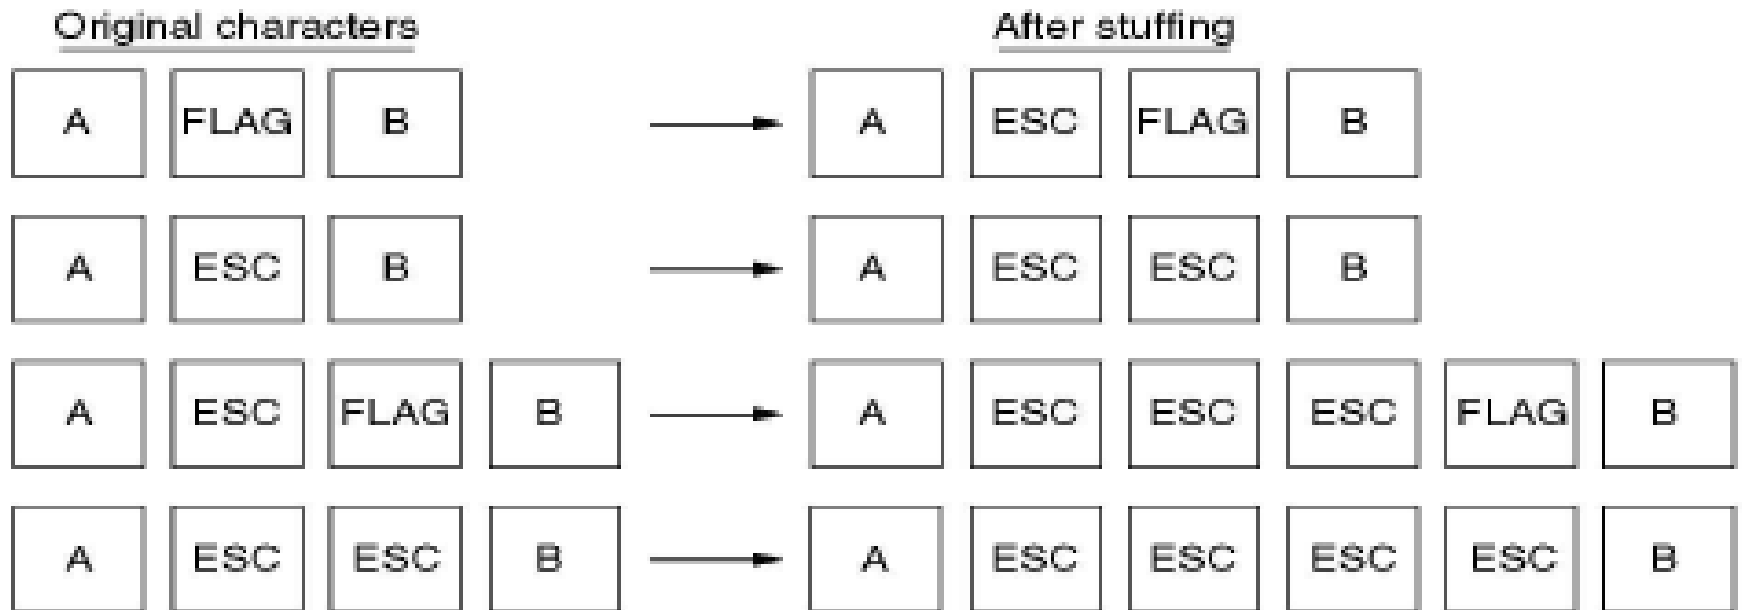 Original characters After stuffing
A FLAG B A ESC FLAG B
A ESC B A ESC ESC B
A ESC FLAG B A ESC ESC ESC FLAG B
A ESC ESC B A ESC ESC ESC ESC B